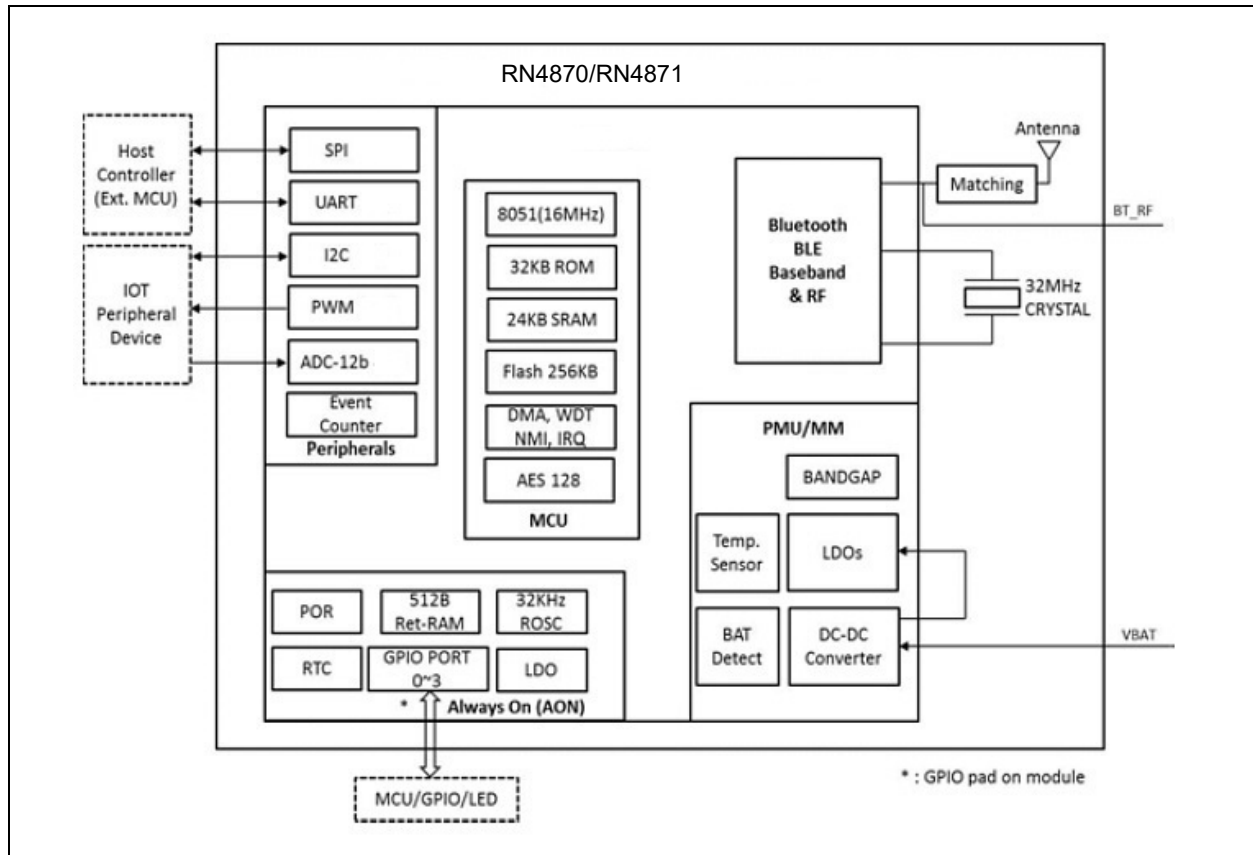 RN4870/RN4871
Host
Controller
(Ext. MCU)
IOT
Peripheral
Device
SPI
UART
I2C
PWM
ADC-12b
Event
Counter
Peripherals
8051(16MHz)
32KB ROM
24KB SRAM
Flash 256KB
DMA, WDT
NMI, IRQ
AES 128
MCU
Bluetooth
BLE
Baseband
& RF
Antenna
Matching
BT_RF
32MHz
CRYSTAL
PMU/MM
BANDGAP
Temp.
Sensor
LDOs
BAT
Detect
DC-DC
Converter
VBAT
POR
512B
Ret-RAM
32KHz
ROSC
RTC
GPIO PORT
0~3
LDO
* Always On (AON)
MCU/GPIO/LED
* : GPIO pad on module